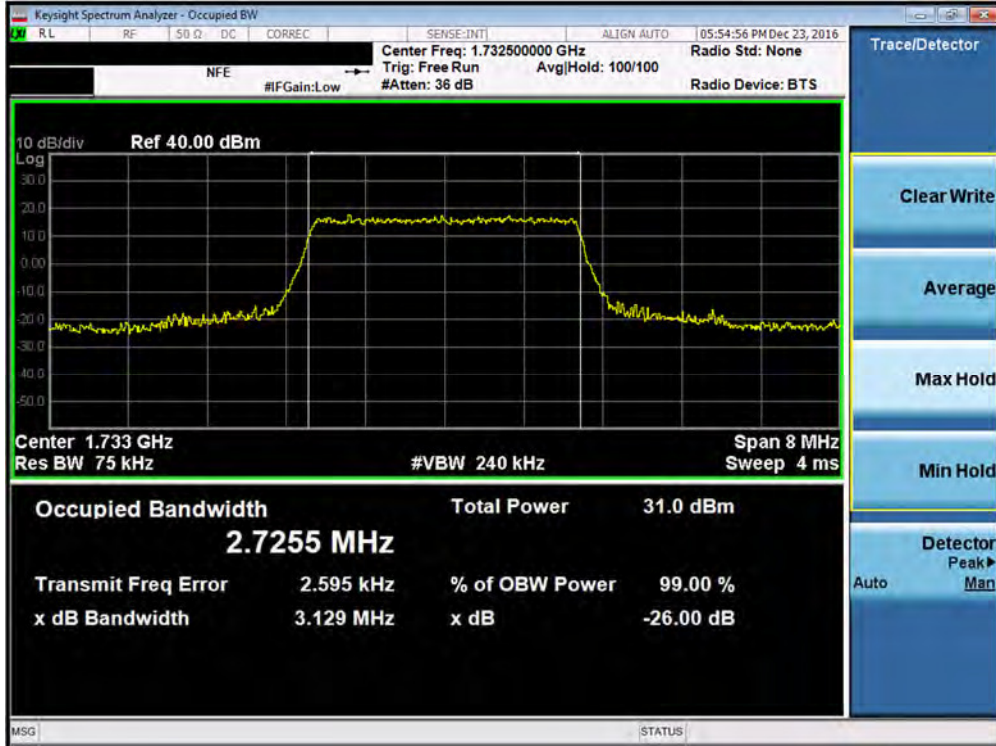 Keysight Spectrum Analyzer - Occupied BW
LXI RL RF 50 Ω DC CORREC SENSE:INT ALIGN AUTO 05:54:56 PM Dec 23, 2016
Center Freq: 1.732500000 GHz Radio Std: None
NFE Trig: Free Run Avg|Hold: 100/100
#IFGain:Low #Atten: 36 dB Radio Device: BTS
10 dB/div Ref 40.00 dBm
Log
30.0
20.0
10.0
0.00
-10.0
-20.0
-30.0
-40.0
-50.0
Center 1.733 GHz Span 8 MHz
Res BW 75 kHz #VBW 240 kHz Sweep 4 ms
Occupied Bandwidth Total Power 31.0 dBm
2.7255 MHz
Transmit Freq Error 2.595 kHz % of OBW Power 99.00 %
x dB Bandwidth 3.129 MHz x dB -26.00 dB
MSG STATUS
Trace/Detector
Clear Write
Average
Max Hold
Min Hold
Detector
Peak▶
Auto Man